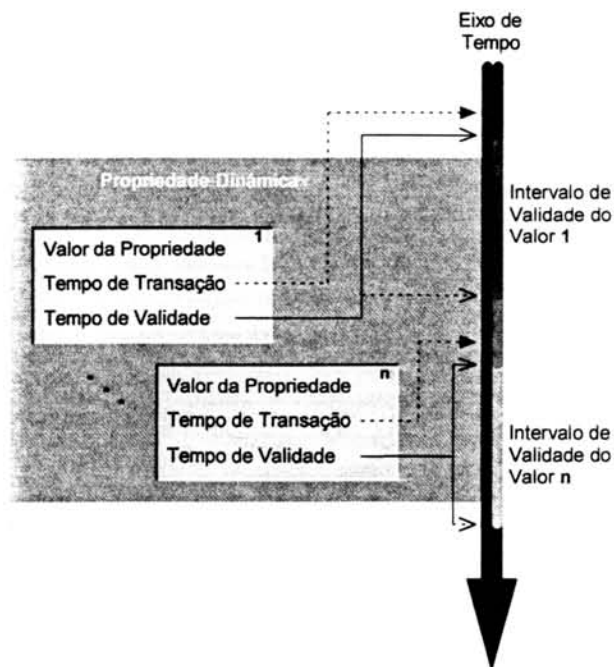 Eixo de
Tempo
Propriedade Dinâmica
Intervalo de
Validade do
Valor 1
1
Valor da Propriedade
Tempo de Transação
Tempo de Validade
n
Valor da Propriedade
Tempo de Transação
Tempo de Validade
Intervalo de
Validade do
Valor n